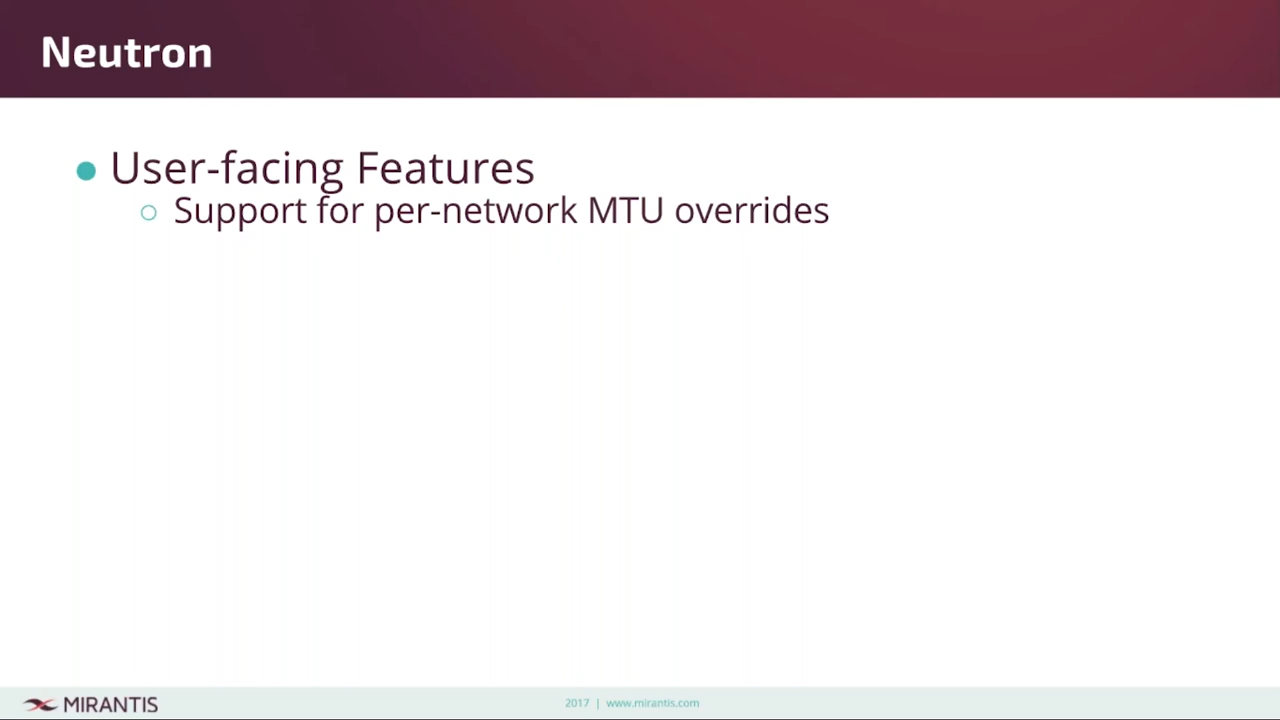 Neutron
User-facing Features
Support for per-network MTU overrides
MIRANTIS
2017 | www.mirantis.com